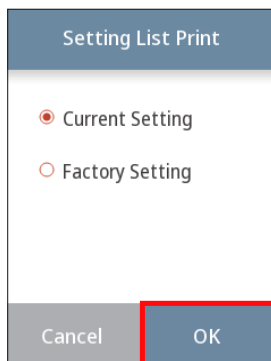 Setting List Print
Current Setting
Factory Setting
Cancel
OK